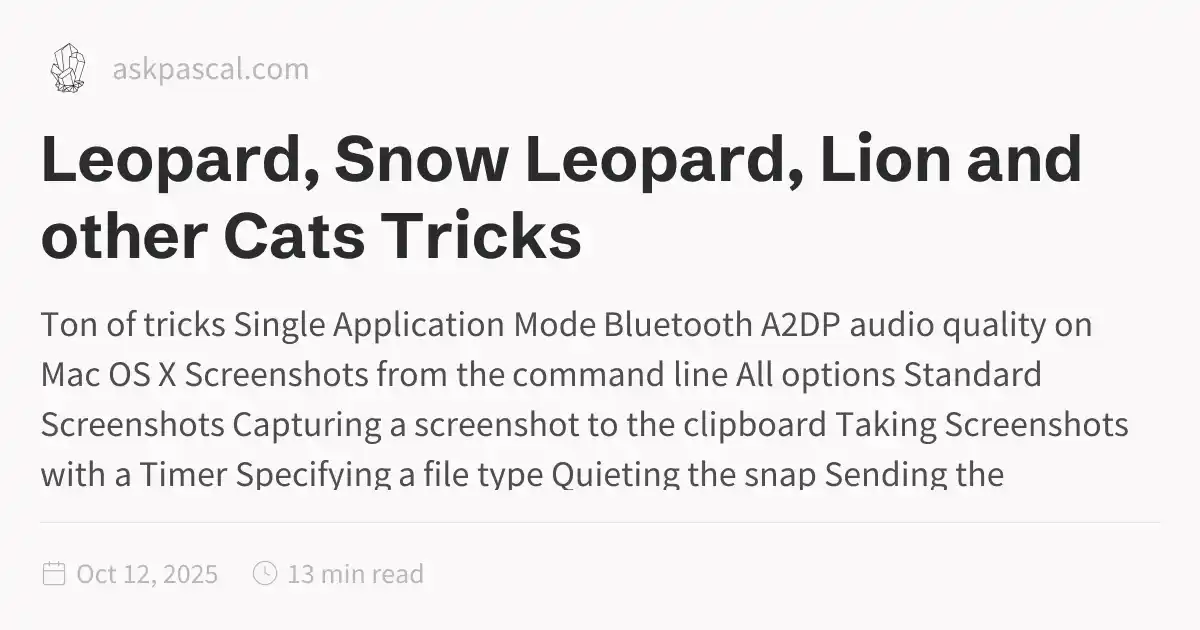 askpascal.com
Leopard, Snow Leopard, Lion and
other Cats Tricks
Ton of tricks Single Application Mode Bluetooth A2DP audio quality on
Mac OS X Screenshots from the command line All options Standard
Screenshots Capturing a screenshot to the clipboard Taking Screenshots
with a Timer Specifying a file type Quieting the snap Sending the
Oct 12, 2025 13 min read